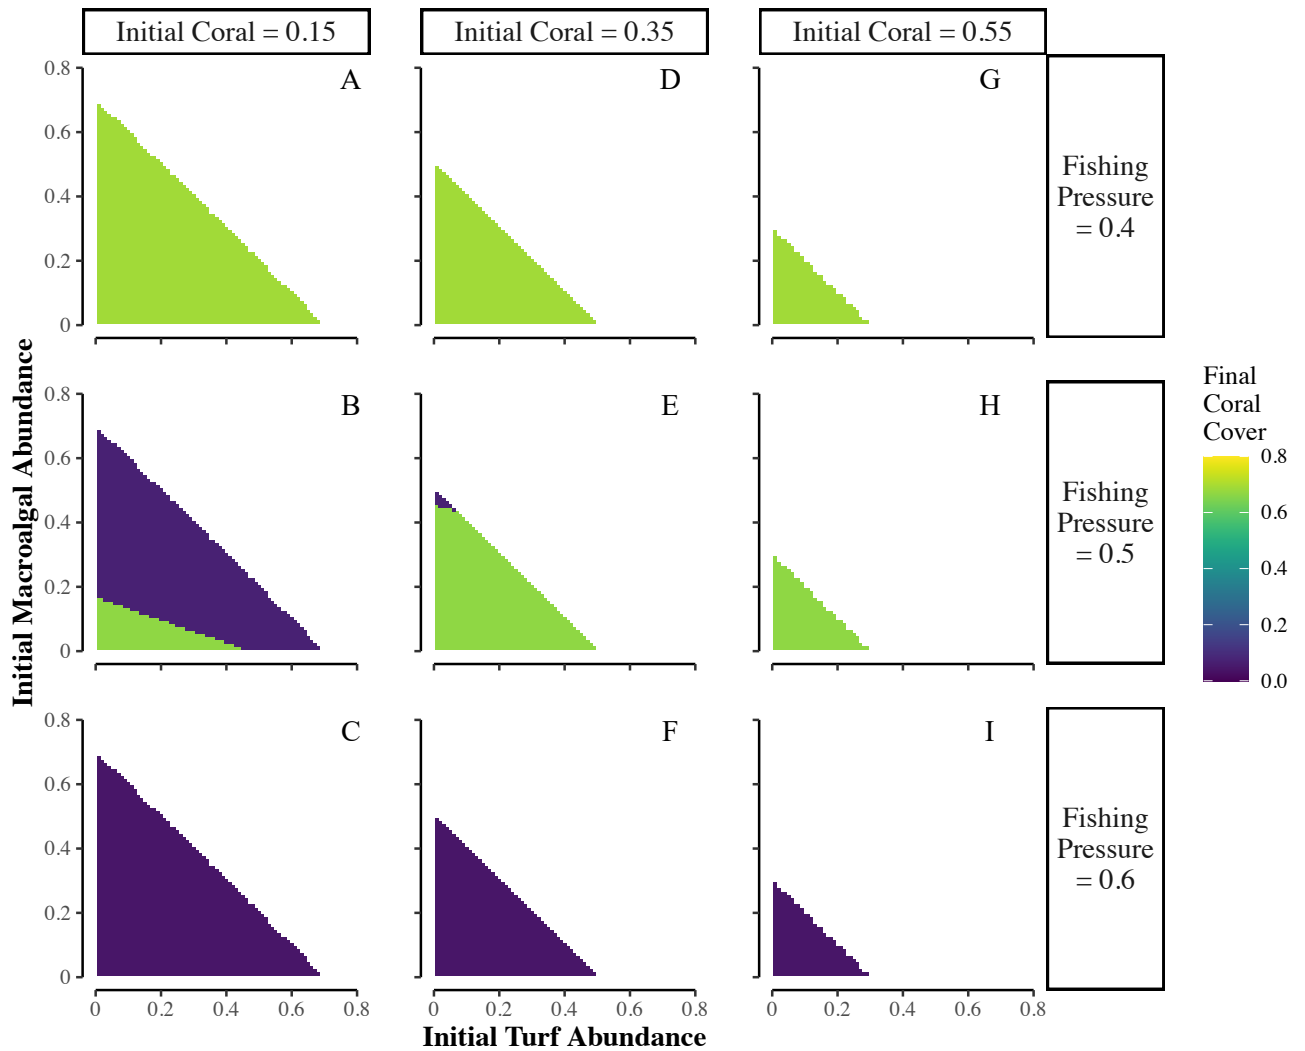 Initial Coral = 0.15
Initial Coral = 0.35
Initial Coral = 0.55
A
D
G
0.8
0.6
0.4
0.2
0
Fishing
Pressure
= 0.4
B
E
H
0.8
0.6
0.4
0.2
0
Fishing
Pressure
= 0.5
C
F
I
0.8
0.6
0.4
0.2
0
Fishing
Pressure
= 0.6
0 0.2 0.4 0.6 0.8
0 0.2 0.4 0.6 0.8
0 0.2 0.4 0.6 0.8
Initial Macroalgal Abundance
Initial Turf Abundance
Final
Coral
Cover
0.8
0.6
0.4
0.2
0.0